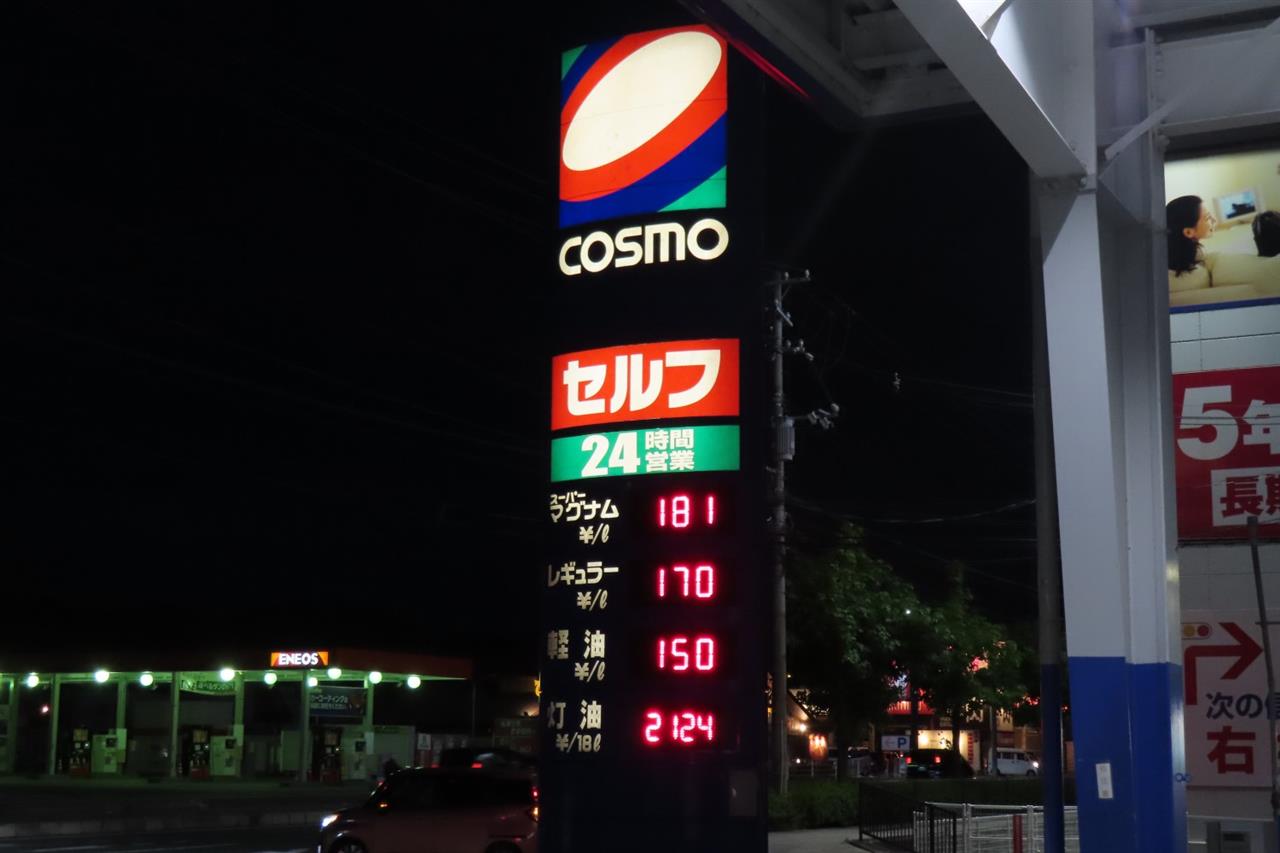 COSMO
セルフ
24時間
営業
スーパー
マグナム
¥/ℓ
181
レギュラー
¥/ℓ
170
軽油
¥/ℓ
150
灯油
¥/18ℓ
2124
ENEOS
5年
長期
次の
右
P